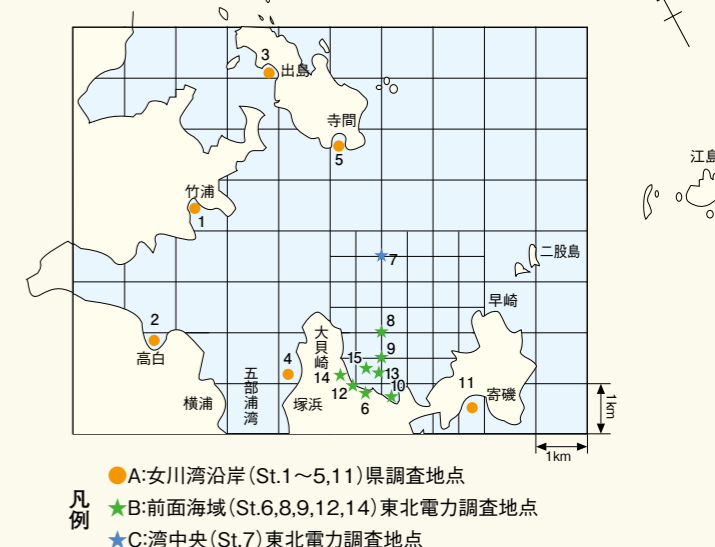 3
出島
寺間
5
江島
竹浦
1
7
二股島
早崎
2
高白
8
大貝崎
9
15
4
14
13
五部浦湾
12
10
11
寄磯
横浦
塚浜
6
1km
1km
凡例
A:女川湾沿岸(St.1〜5,11)県調査地点
B:前面海域(St.6,8,9,12,14)東北電力調査地点
C:湾中央(St.7)東北電力調査地点